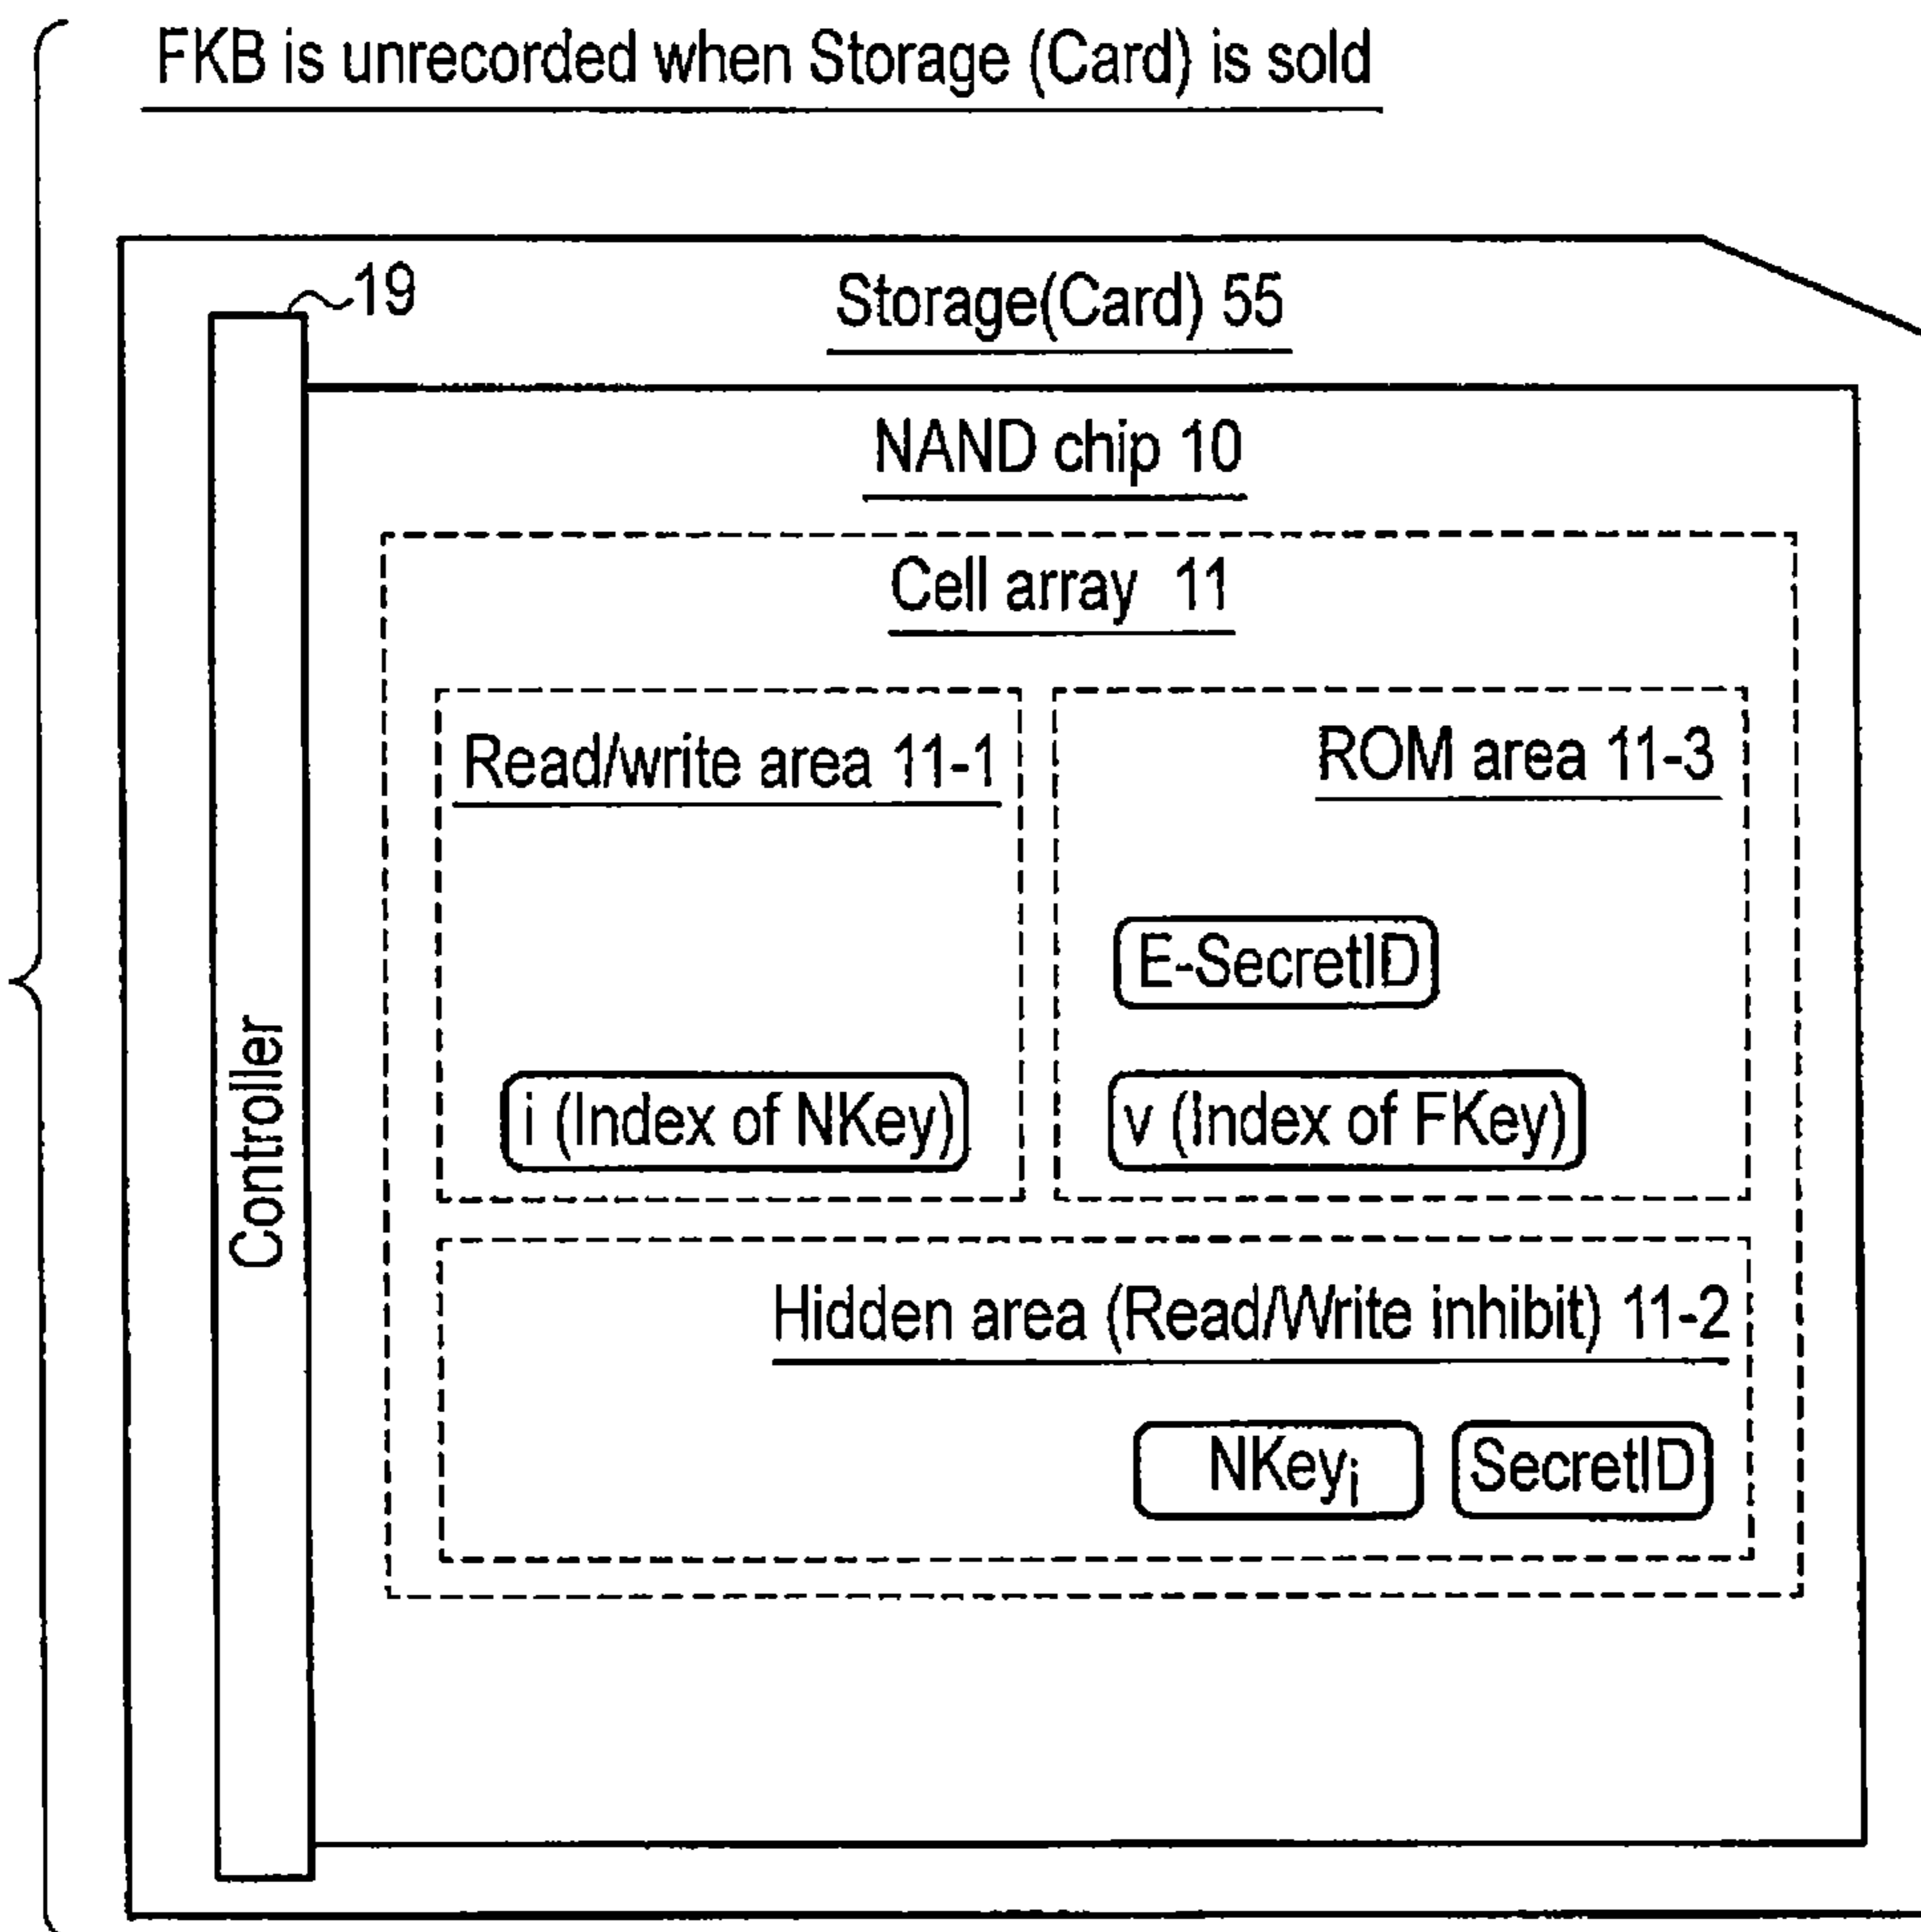 FKB is unrecorded when Storage (Card) is sold
19
Storage(Card) 55
NAND chip 10
Cell array 11
Read/write area 11-1
ROM area 11-3
E-SecretID
i (Index of NKey)
v (Index of FKey)
Controller
Hidden area (Read/Write inhibit) 11-2
NKeyi
SecretID